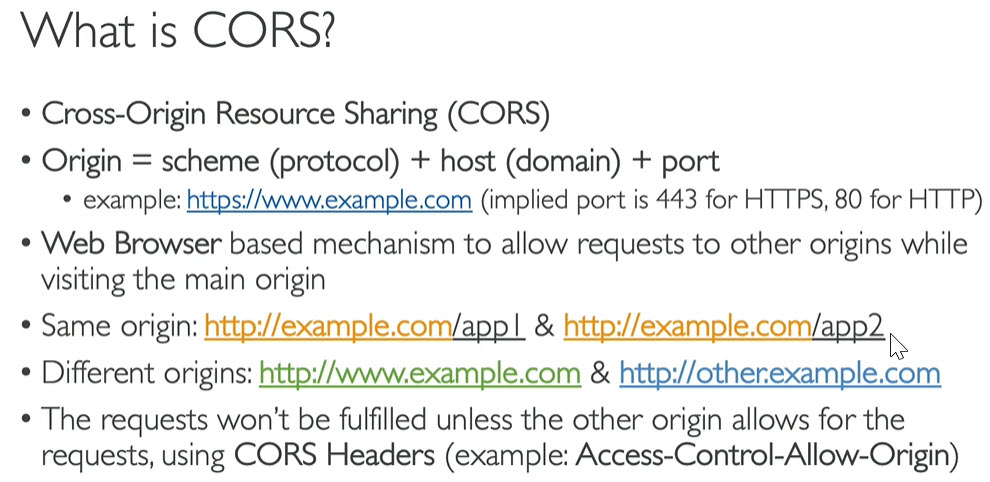 What is CORS?
• Cross-Origin Resource Sharing (CORS)
• Origin = scheme (protocol) + host (domain) + port
• example: https://www.example.com (implied port is 443 for HTTPS, 80 for HTTP)
• Web Browser based mechanism to allow requests to other origins while
visiting the main origin
• Same origin: http://example.com/app1 & http://example.com/app2
• Different origins: http://www.example.com & http://other.example.com
• The requests won't be fulfilled unless the other origin allows for the
requests, using CORS Headers (example: Access-Control-Allow-Origin)